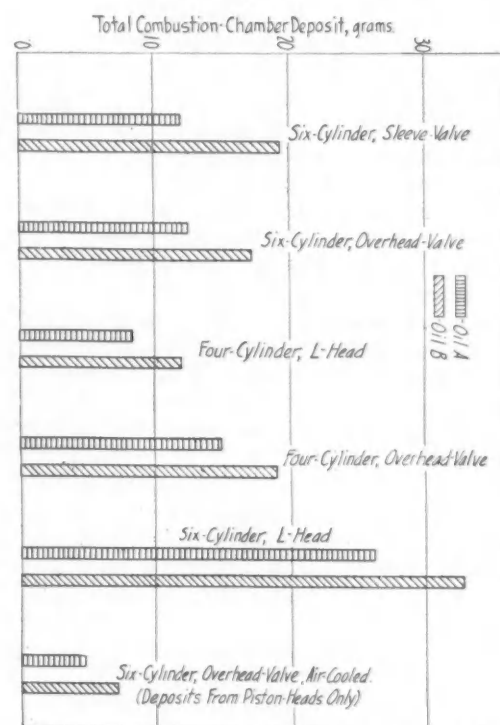 Total Combustion-Chamber Deposit, grams.
0 10 20 30
Six-Cylinder, Sleeve-Valve
Six-Cylinder, Overhead-Valve
Oil A
Oil B
Four-Cylinder, L-Head
Four-Cylinder, Overhead-Valve
Six-Cylinder, L-Head
Six-Cylinder, Overhead-Valve, Air-Cooled.
(Deposits From Piston-Heads Only)